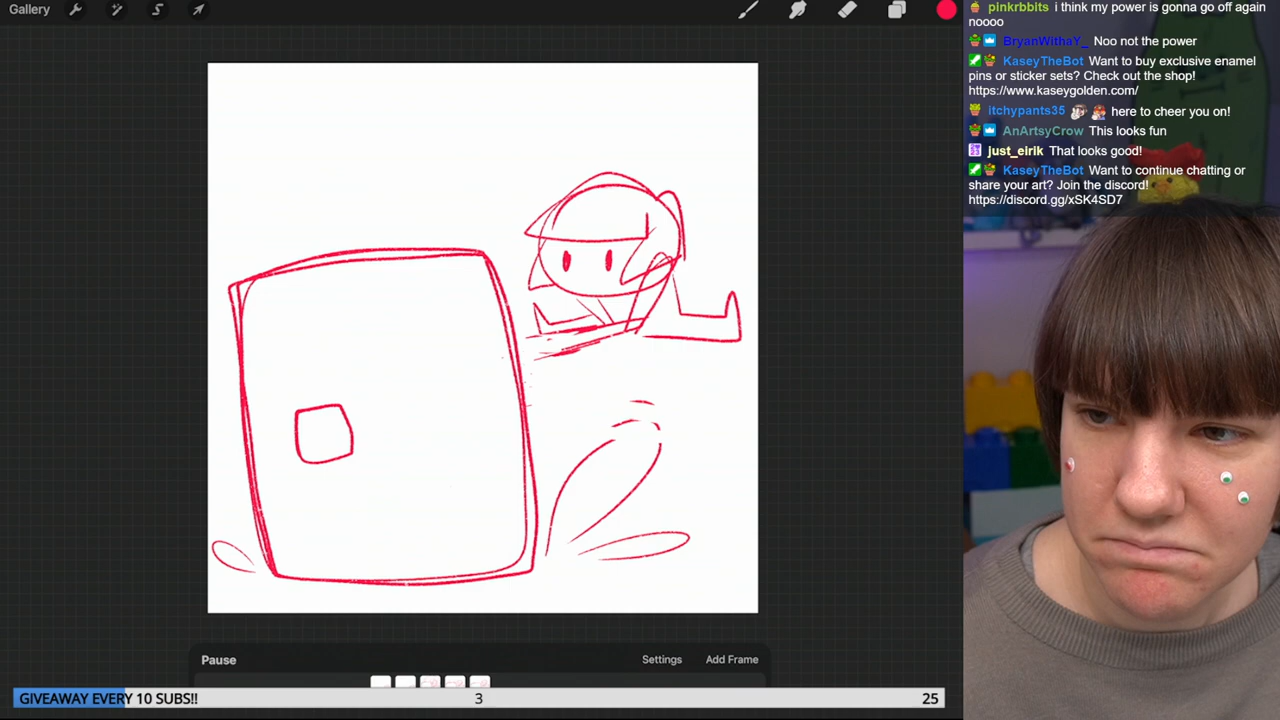 Gallery
pinkrbbits i think my power is gonna go off again
noooo
BryanWithaY_ Noo not the power
KaseyTheBot Want to buy exclusive enamel
pins or sticker sets? Check out the shop!
https://www.kaseygolden.com/
itchypants35 here to cheer you on!
AnArtsyCrow This looks fun
just_elrik That looks good!
KaseyTheBot Want to continue chatting or
share your art? Join the discord!
https://discord.gg/xSK4SD7
Pause
Settings
Add Frame
GIVEAWAY EVERY 10 SUBS!!
3
25